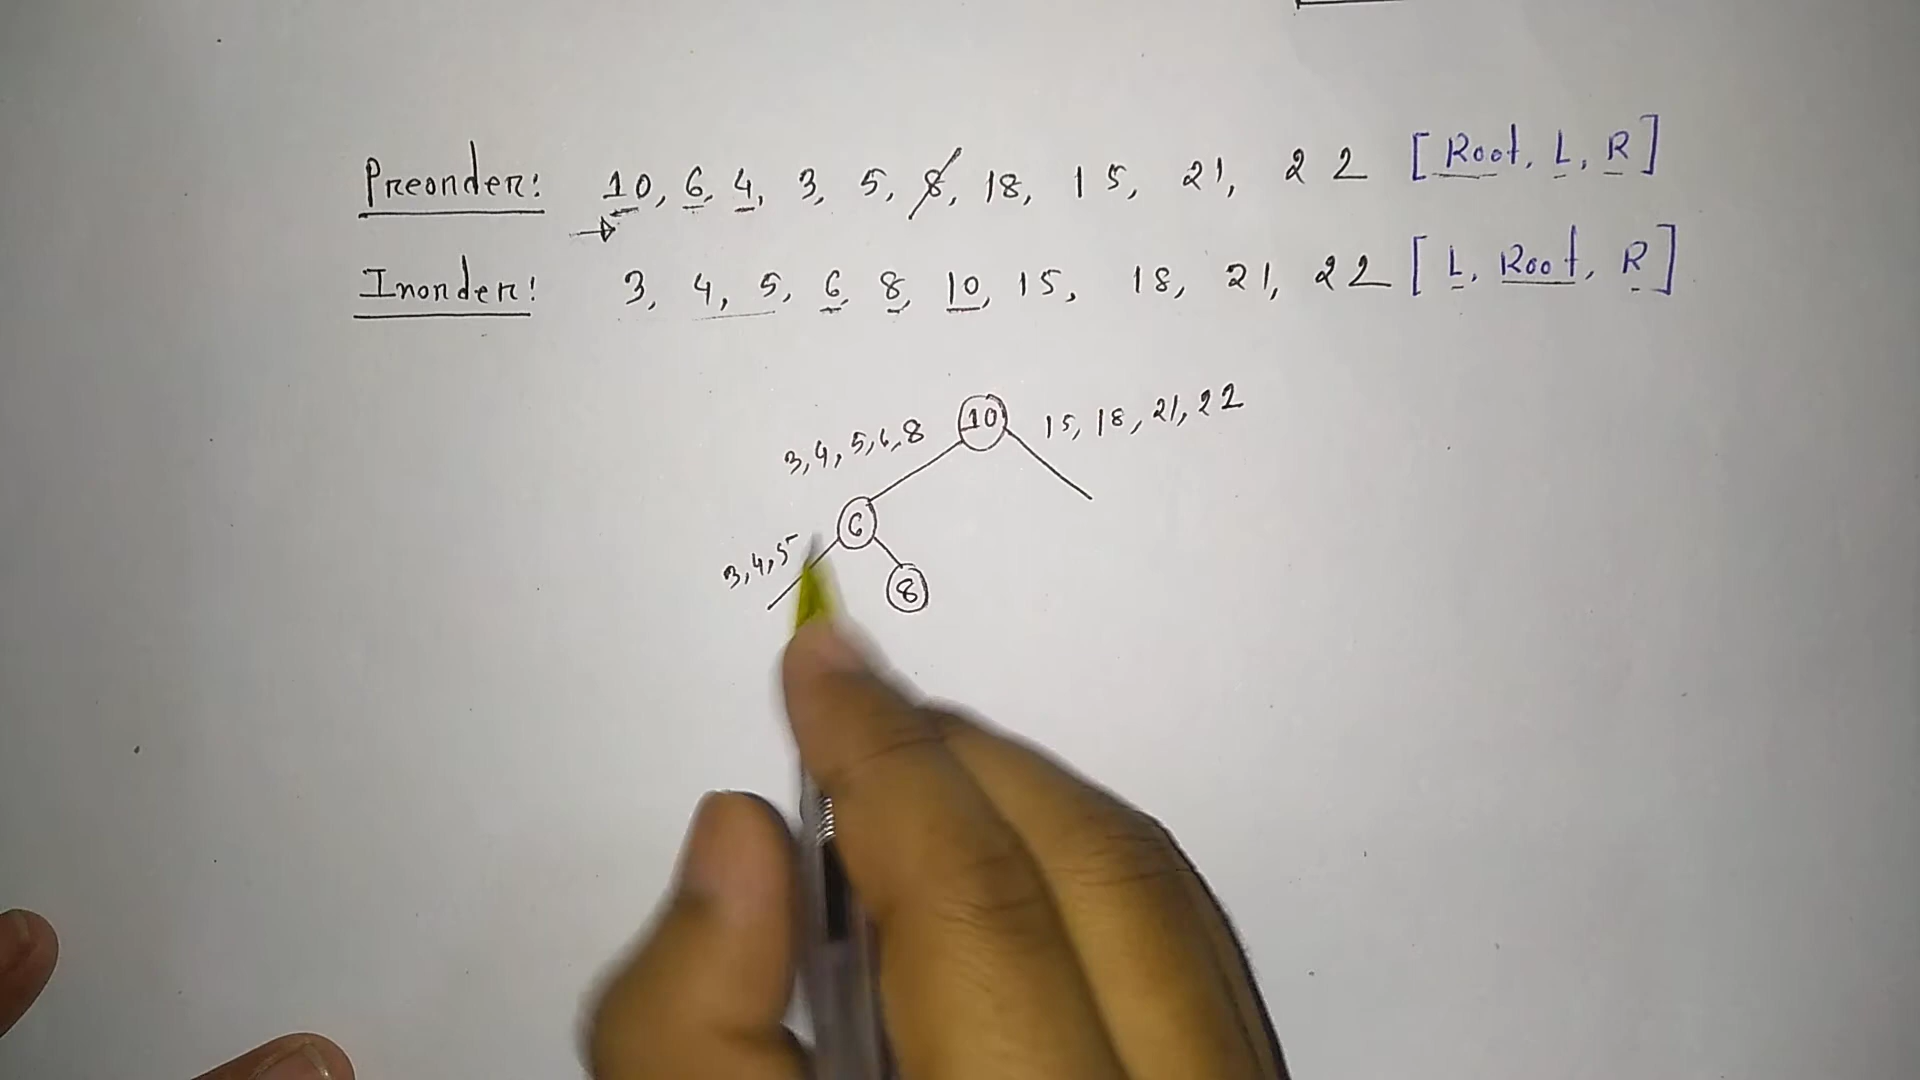 Preorder: 10, 6, 4, 3, 5, 8, 18, 15, 21, 22 [Root, L, R]
Inorder: 3, 4, 5, 6, 8, 10, 15, 18, 21, 22 [L, Root, R]
3, 4, 5, 6, 8 10 15, 18, 21, 22
6
3, 4, 5
8